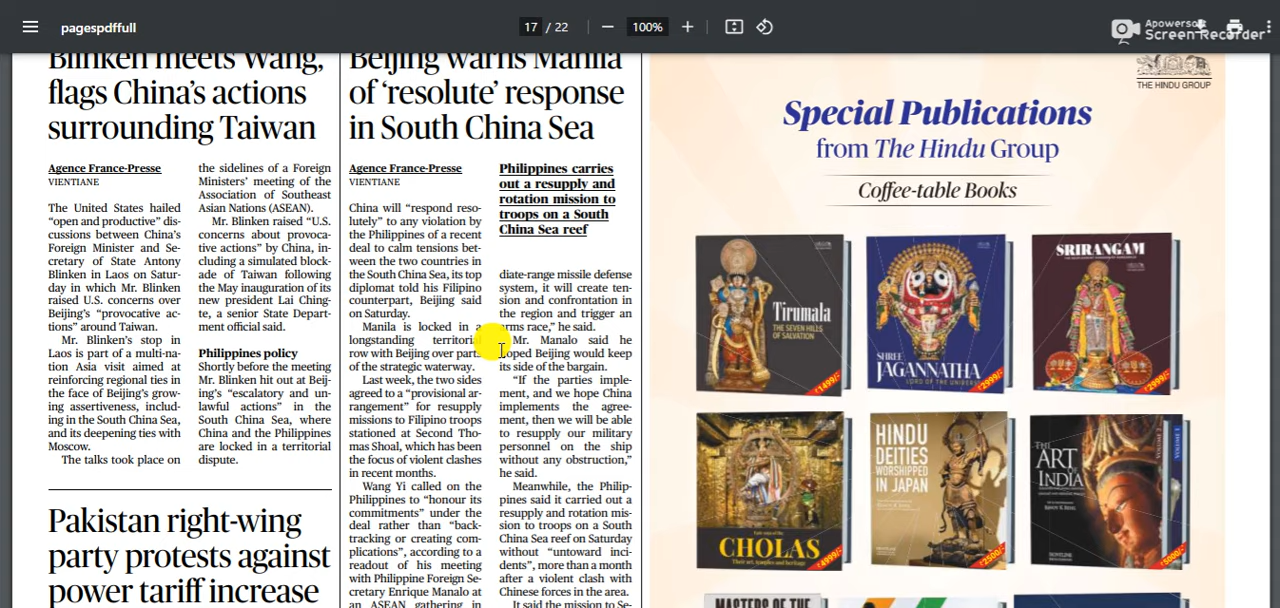 pagespdffull
17 / 22
100%
Apowersoft
Screen Recorder
Blinken meets Wang,
flags China's actions
surrounding Taiwan
Agence France-Presse
VIENTIANE
The United States hailed
“open and productive” dis-
cussions between China's
Foreign Minister and Se-
cretary of State Antony
Blinken in Laos on Satur-
day in which Mr. Blinken
raised U.S. concerns over
Beijing's “provocative ac-
tions” around Taiwan.
Mr. Blinken's stop in
Laos is part of a multi-na-
tion Asia visit aimed at
reinforcing regional ties in
the face of Beijing's grow-
ing assertiveness, includ-
ing in the South China Sea,
and its deepening ties with
Moscow.
The talks took place on
the sidelines of a Foreign
Ministers' meeting of the
Association of Southeast
Asian Nations (ASEAN).
Mr. Blinken raised “U.S.
concerns about provoca-
tive actions” by China, in-
cluding a simulated block-
ade of Taiwan following
the May inauguration of its
new president Lai Ching-
te, a senior State Depart-
ment official said.
Philippines policy
Shortly before the meeting
Mr. Blinken hit out at Beij-
ing's “escalatory and un-
lawful actions” in the
South China Sea, where
China and the Philippines
are locked in a territorial
dispute.
Pakistan right-wing
party protests against
power tariff increase
Beijing warns Manila
of ‘resolute’ response
in South China Sea
Agence France-Presse
VIENTIANE
China will “respond reso-
lutely” to any violation by
the Philippines of a recent
deal to calm tensions bet-
ween the two countries in
the South China Sea, its top
diplomat told his Filipino
counterpart, Beijing said
on Saturday.
Manila is locked in a
longstanding territorial
row with Beijing over parts
of the strategic waterway.
Last week, the two sides
agreed to a “provisional ar-
rangement” for resupply
missions to Filipino troops
stationed at Second Tho-
mas Shoal, which has been
the focus of violent clashes
in recent months.
Wang Yi called on the
Philippines to “honour its
commitments” under the
deal rather than “back-
tracking or creating com-
plications”, according to a
readout of his meeting
with Philippine Foreign Se-
cretary Enrique Manalo at
an ASEAN gathering in
Philippines carries
out a resupply and
rotation mission to
troops on a South
China Sea reef
diate-range missile defense
system, it will create ten-
sion and confrontation in
the region and trigger an
arms race,” he said.
Mr. Manalo said he
hoped Beijing would keep
its side of the bargain.
“If the parties imple-
ment, and we hope China
implements the agree-
ment, then we will be able
to resupply our military
personnel on the ship
without any obstruction,”
he said.
Meanwhile, the Philip-
pines said it carried out a
resupply and rotation mis-
sion to troops on a South
China Sea reef on Saturday
without “untoward inci-
dents”, more than a month
after a violent clash with
Chinese forces in the area.
It said the mission to Se-
THE HINDU GROUP
Special Publications
from The Hindu Group
Coffee-table Books
Tirumala
THE SEVEN HILLS
OF SALVATION
₹1499/-
SHREE
JAGANNATHA
LORD OF THE UNIVERSE
₹2999/-
SRIRANGAM
₹2999/-
CHOLAS
Their art, temples and heritage
₹4999/-
HINDU
DEITIES
WORSHIPPED
IN JAPAN
₹2500/-
THE
ART OF
INDIA
₹5000/-
MASTERS OF THE